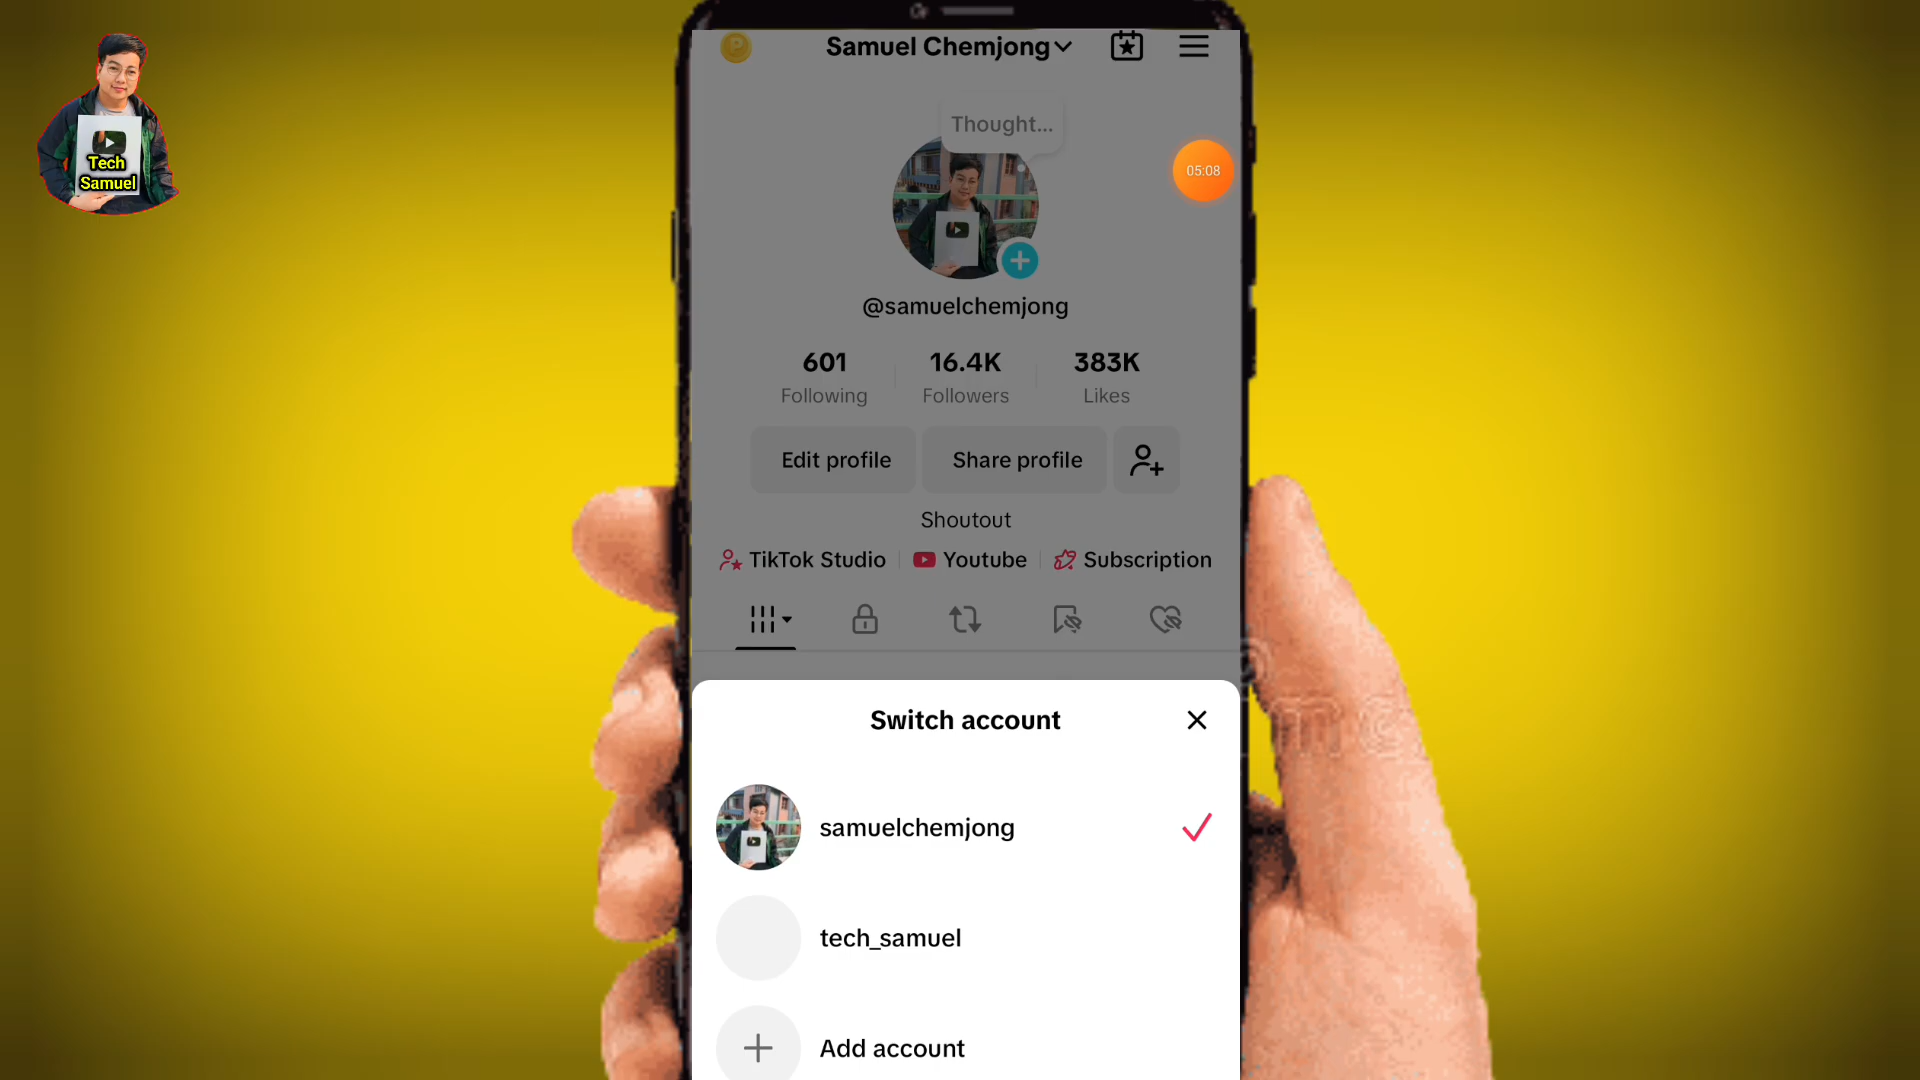 Tech
Samuel
Samuel Chemjong
Thought...
05:08
@samuelchemjong
601 16.4K 383K
Following Followers Likes
Edit profile Share profile
Shoutout
TikTok Studio Youtube Subscription
Switch account
samuelchemjong
tech_samuel
Add account